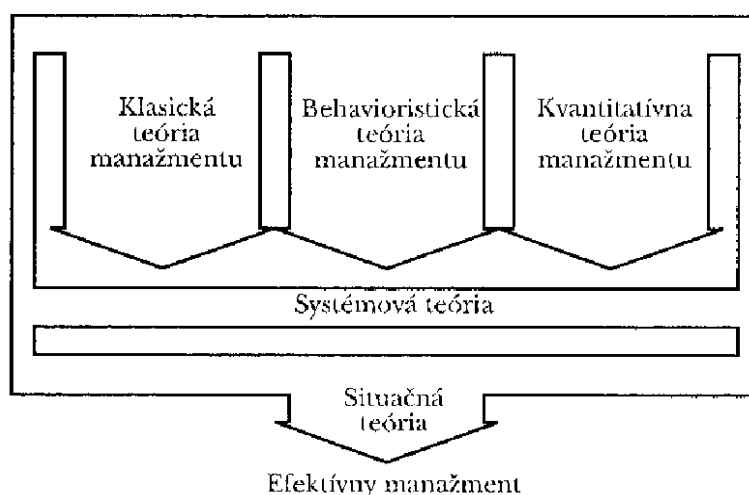 Klasická
teória
manažmentu
Behavioristická
teória
manažmentu
Kvantitatívna
teória
manažmentu
Systémová teória
Situačná
teória
Efektívny manažment